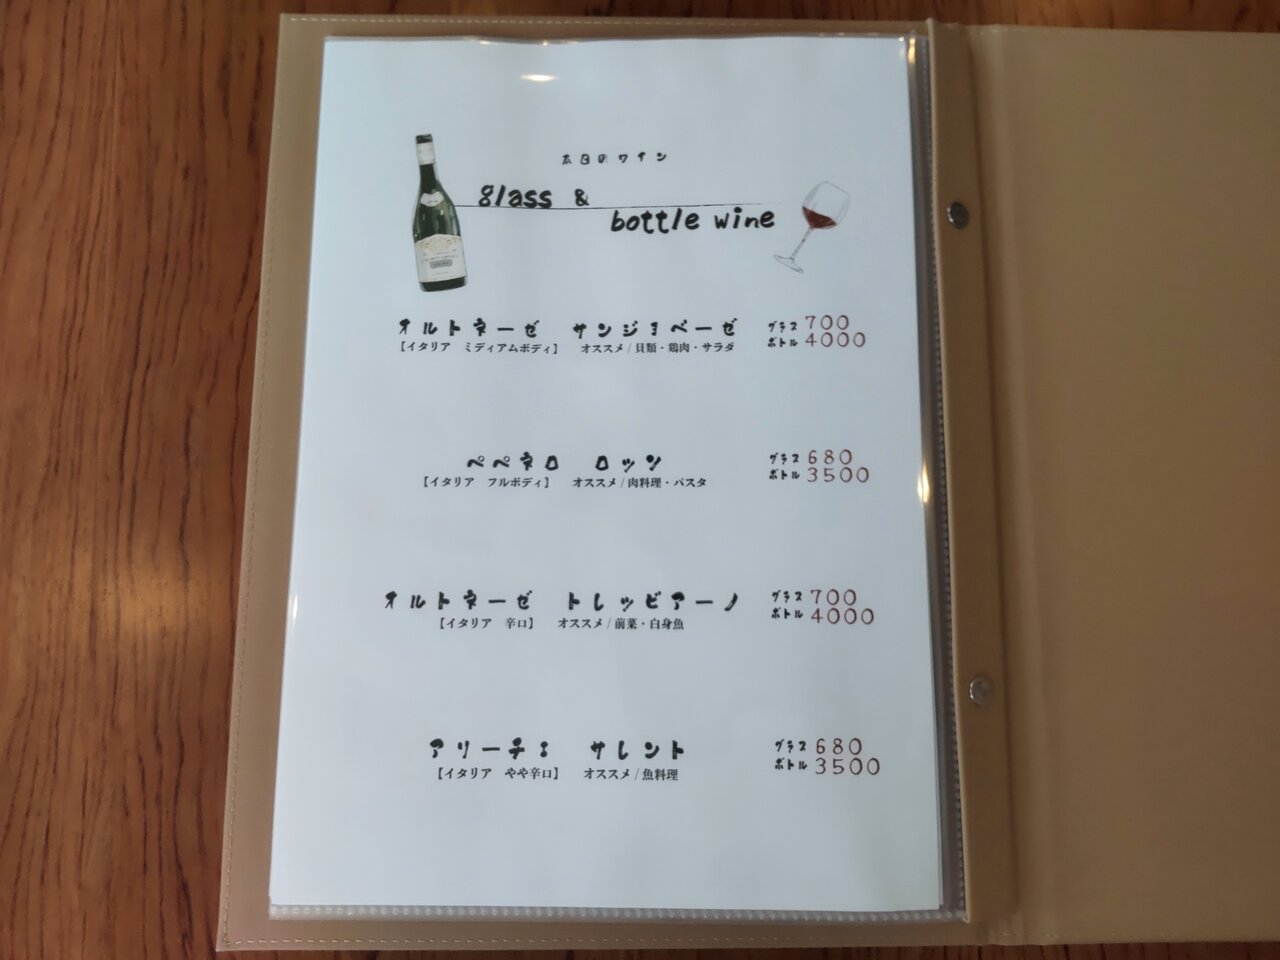 本日のワイン
glass &
bottle wine
オルトネーゼ サンジョベーゼ グラス 700
【イタリア ミディアムボディ】 オススメ/貝類・鶏肉・サラダ ボトル 4000
ペペネロ ロッソ グラス 680
【イタリア フルボディ】 オススメ/肉料理・パスタ ボトル 3500
オルトネーゼ トレッビアーノ グラス 700
【イタリア 辛口】 オススメ/前菜・白身魚 ボトル 4000
アリーチェ サレント グラス 680
【イタリア やや辛口】 オススメ/魚料理 ボトル 3500